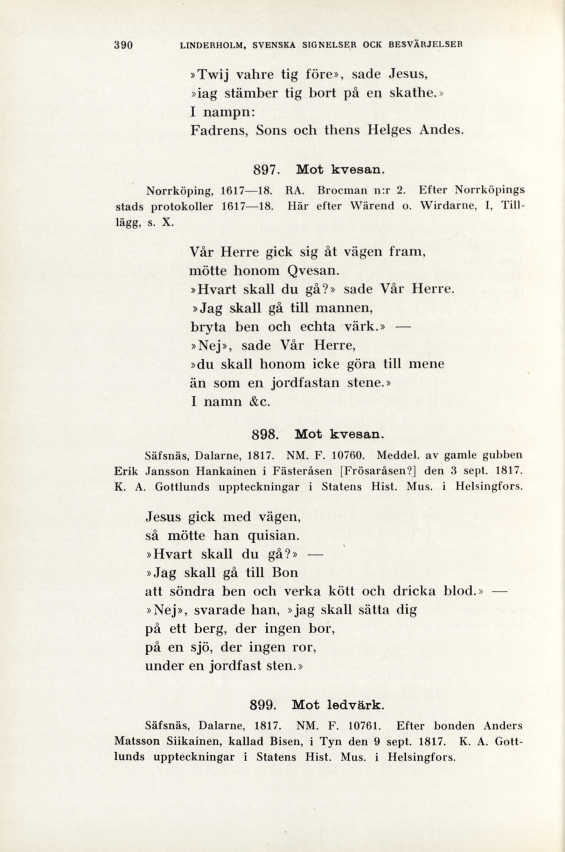 390 LINDERHOLM, SVENSKA SIGNELSER OCK BESVÄRJELSER
»Twij vahre tig före», sade Jesus,
»iag stämber tig bort på en skathe.»
I nampn:
Fadrens, Sons och thens Helges Andes.
897. Mot kvesan.
Norrköping, 1617—18. RA. Brocman n:r 2. Efter Norrköpings
stads protokoller 1617—18. Här efter Wärend o. Wirdarne, I, Till-
lägg, s. X.
Vår Herre gick sig åt vägen fram,
mötte honom Qvesan.
»Hvart skall du gå?» sade Vår Herre.
»Jag skall gå till mannen,
bryta ben och echta värk.» —
»Nej», sade Vår Herre,
»du skall honom icke göra till mene
än som en jordfastan stene.»
I namn &c.
898. Mot kvesan.
Säfsnäs, Dalarne, 1817. NM. F. 10760. Meddel. av gamle gubben
Erik Jansson Hankainen i Fästeråsen [Frösaråsen?] den 3 sept. 1817.
K. A. Gottlunds uppteckningar i Statens Hist. Mus. i Helsingfors.
Jesus gick med vägen,
så mötte han quisian.
»Hvart skall du gå?» —
»Jag skall gå till Bon
att söndra ben och verka kött och dricka blod.» —
»Nej», svarade han, »jag skall sätta dig
på ett berg, der ingen bor,
på en sjö, der ingen ror,
under en jordfast sten.»
899. Mot ledvärk.
Säfsnäs, Dalarne, 1817. NM. F. 10761. Efter bonden Anders
Matsson Siikainen, kallad Bisen, i Tyn den 9 sept. 1817. K. A. Gott-
lunds uppteckningar i Statens Hist. Mus. i Helsingfors.